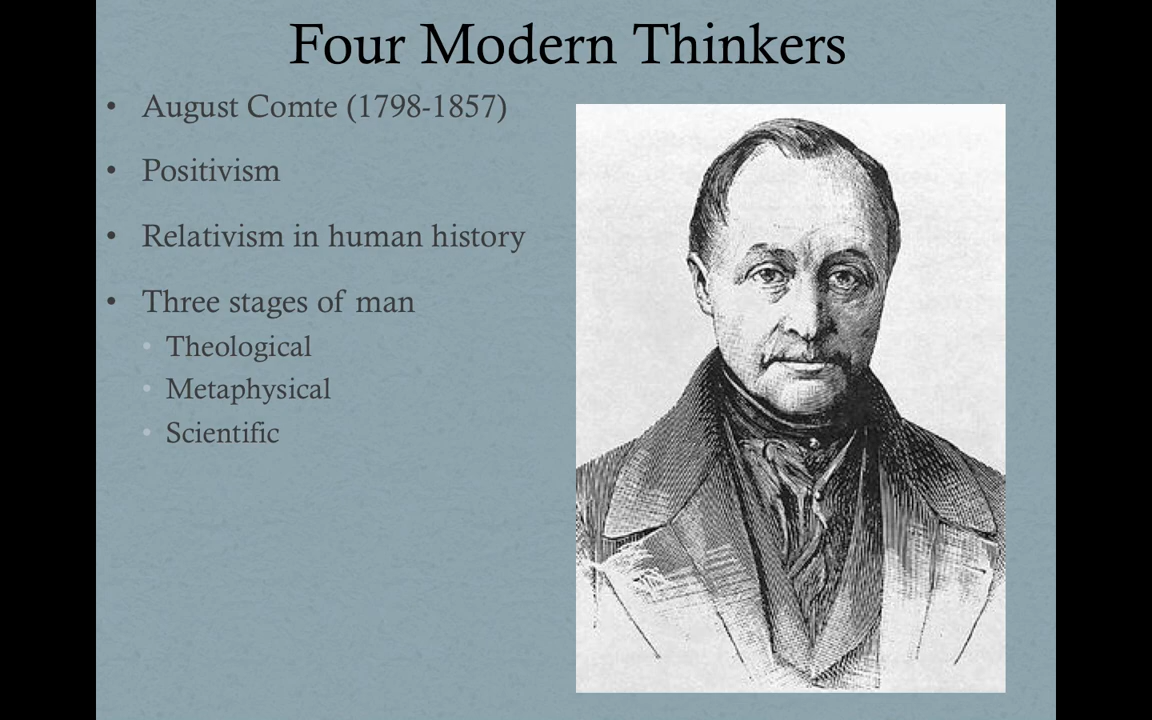 Four Modern Thinkers
• August Comte (1798-1857)
• Positivism
• Relativism in human history
• Three stages of man
• Theological
• Metaphysical
• Scientific